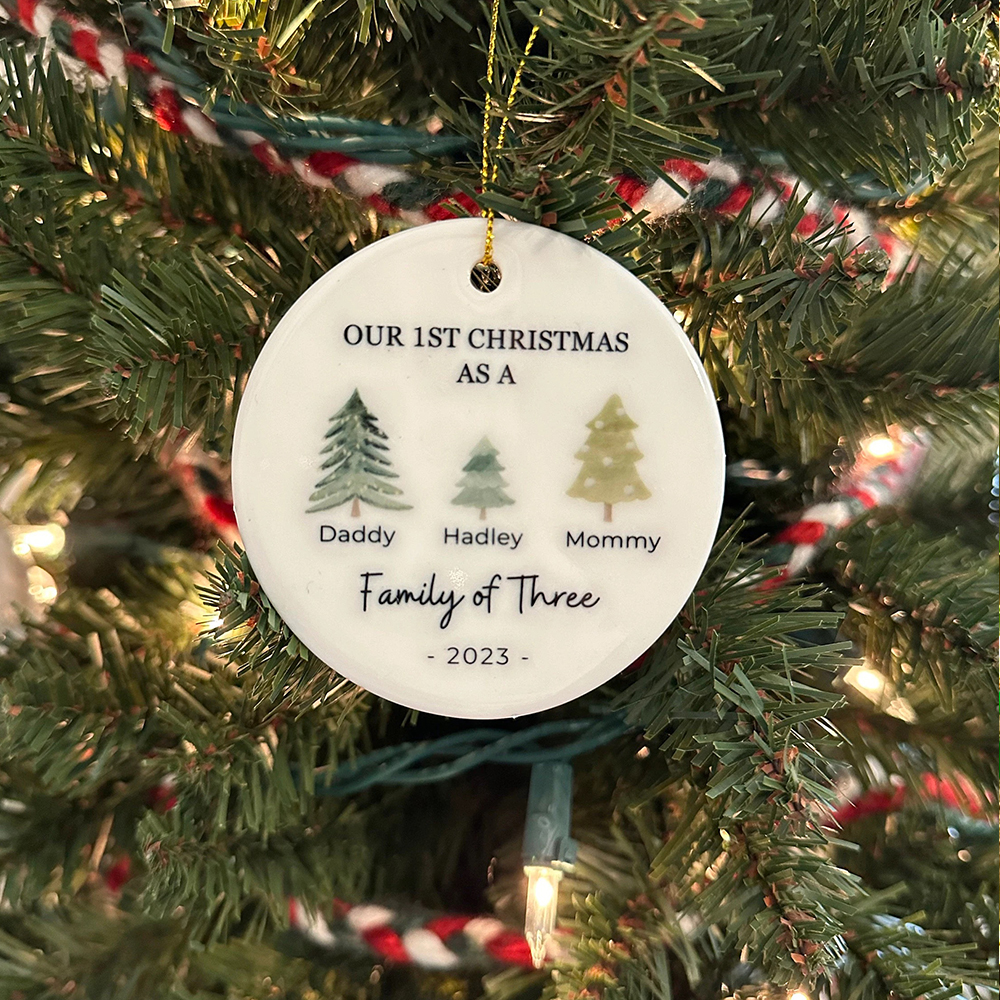 OUR 1ST CHRISTMAS
AS A
Daddy Hadley Mommy
Family of Three
- 2023 -